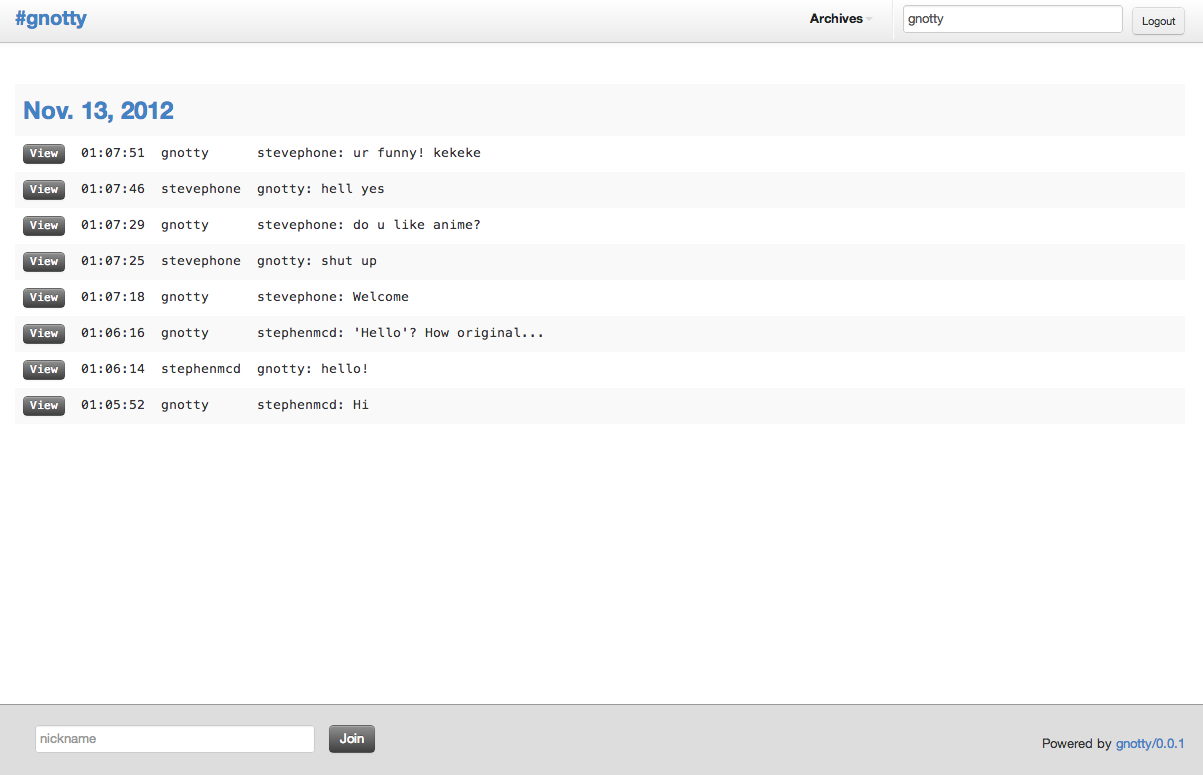 #gnotty Archives gnotty Logout
Nov. 13, 2012
View 01:07:51 gnotty stevephone: ur funny! kekeke
View 01:07:46 stevephone gnotty: hell yes
View 01:07:29 gnotty stevephone: do u like anime?
View 01:07:25 stevephone gnotty: shut up
View 01:07:18 gnotty stevephone: Welcome
View 01:06:16 gnotty stephenmcd: 'Hello'? How original...
View 01:06:14 stephenmcd gnotty: hello!
View 01:05:52 gnotty stephenmcd: Hi
nickname Join Powered by gnotty/0.0.1